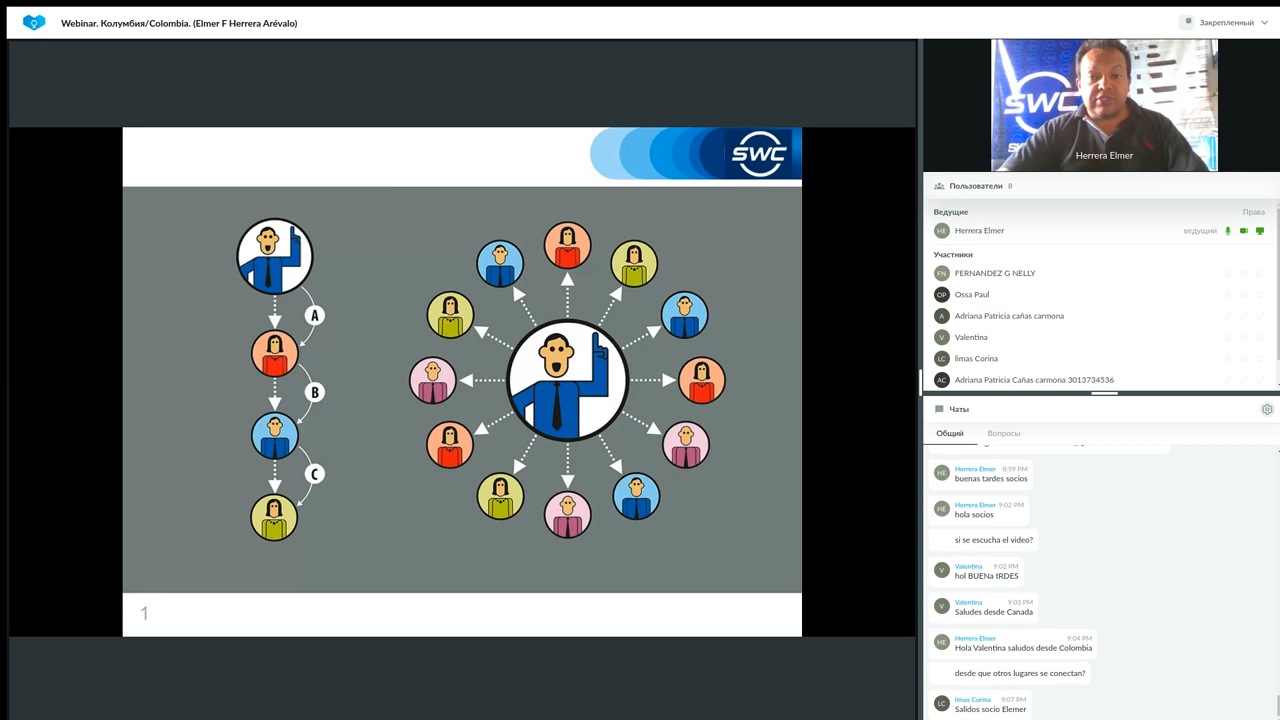 Webinar. Колумбия/Colombia. (Elmer F Herrera Arévalo)
Закрепленный
SWC
A
B
C
1
SWC
Herrera Elmer
Пользователи 8
Ведущие
Права
HE Herrera Elmer ведущий
Участники
FN FERNANDEZ G NELLY
OP Ossa Paul
A Adriana Patricia cañas carmona
V Valentina
LC limas Corina
AC Adriana Patricia Cañas carmona 3013734536
Чаты
Общий Вопросы
HE Herrera Elmer 8:59 PM
buenas tardes socios
HE Herrera Elmer 9:02 PM
hola socios
si se escucha el video?
V Valentina 9:02 PM
hol BUENa tRDES
V Valentina 9:03 PM
Saludes desde Canada
HE Herrera Elmer 9:04 PM
Hola Valentina saludos desde Colombia
desde que otros lugares se conectan?
LC limas Corina 9:07 PM
Salidos socio Elemer